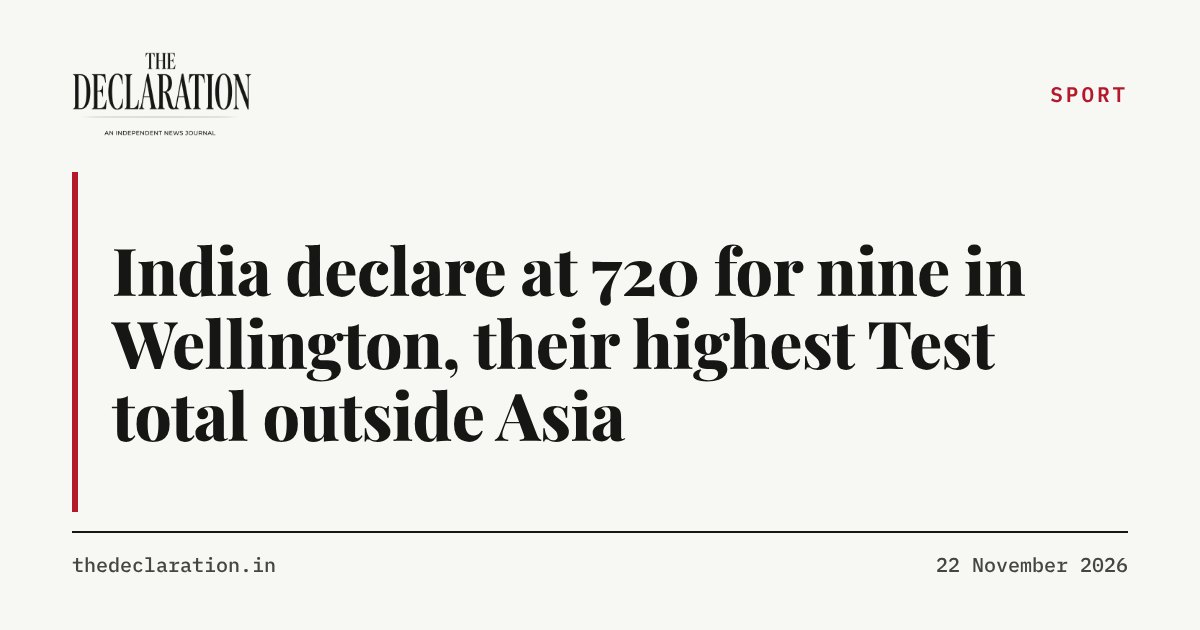 THE
DECLARATION
AN INDEPENDENT NEWS JOURNAL
SPORT
India declare at 720 for nine in
Wellington, their highest Test
total outside Asia
thedeclaration.in
22 November 2026